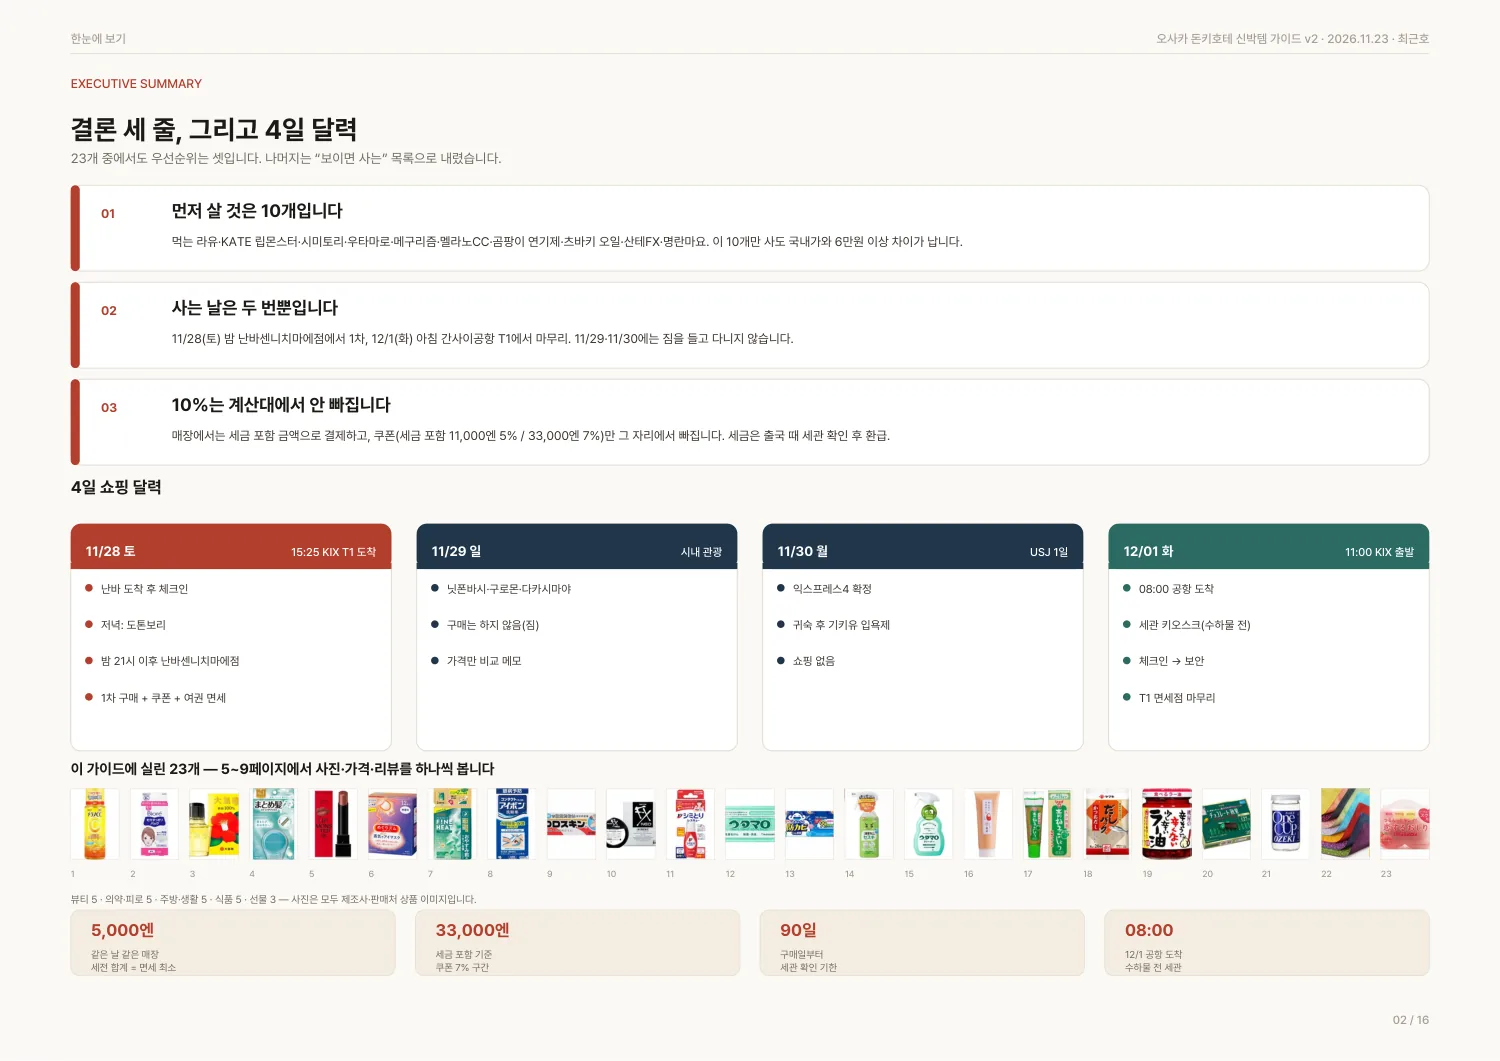 한눈에 보기
오사카 돈키호테 신박템 가이드 v2 · 2026.11.23 · 최근호
EXECUTIVE SUMMARY
결론 세 줄, 그리고 4일 달력
23개 중에서도 우선순위는 셋입니다. 나머지는 “보이면 사는” 목록으로 내렸습니다.
01
먼저 살 것은 10개입니다
먹는 라유·KATE 립몬스터·시미토리·우타마로·메구리즘·멜라노CC·곰팡이 연기제·츠바키 오일·산테FX·명란마요. 이 10개만 사도 국내가와 6만원 이상 차이가 납니다.
02
사는 날은 두 번뿐입니다
11/28(토) 밤 난바센니치마에점에서 1차, 12/1(화) 아침 간사이공항 T1에서 마무리. 11/29·11/30에는 짐을 들고 다니지 않습니다.
03
10%는 계산대에서 안 빠집니다
매장에서는 세금 포함 금액으로 결제하고, 쿠폰(세금 포함 11,000엔 5% / 33,000엔 7%)만 그 자리에서 빠집니다. 세금은 출국 때 세관 확인 후 환급.
4일 쇼핑 달력
11/28 토
15:25 KIX T1 도착
난바 도착 후 체크인
저녁: 도톤보리
밤 21시 이후 난바센니치마에점
1차 구매 + 쿠폰 + 여권 면세
11/29 일
시내 관광
닛폰바시·구로몬·다카시마야
구매는 하지 않음(짐)
가격만 비교 메모
11/30 월
USJ 1일
익스프레스4 확정
귀숙 후 기키유 입욕제
쇼핑 없음
12/01 화
11:00 KIX 출발
08:00 공항 도착
세관 키오스크(수하물 전)
체크인 → 보안
T1 면세점 마무리
이 가이드에 실린 23개 — 5~9페이지에서 사진·가격·리뷰를 하나씩 봅니다
まとめ髪
FINE HEAT
アイボン
シミとり
ウタマロ
防カビ
ラー油
ONE CUP
OZEKI
1
2
3
4
5
6
7
8
9
10
11
12
13
14
15
16
17
18
19
20
21
22
23
뷰티 5 · 의약·피로 5 · 주방·생활 5 · 식품 5 · 선물 3 — 사진은 모두 제조사·판매처 상품 이미지입니다.
5,000엔
같은 날 같은 매장
세전 합계 = 면세 최소
33,000엔
세금 포함 기준
쿠폰 7% 구간
90일
구매일부터
세관 확인 기한
08:00
12/1 공항 도착
수하물 전 세관
02 / 16